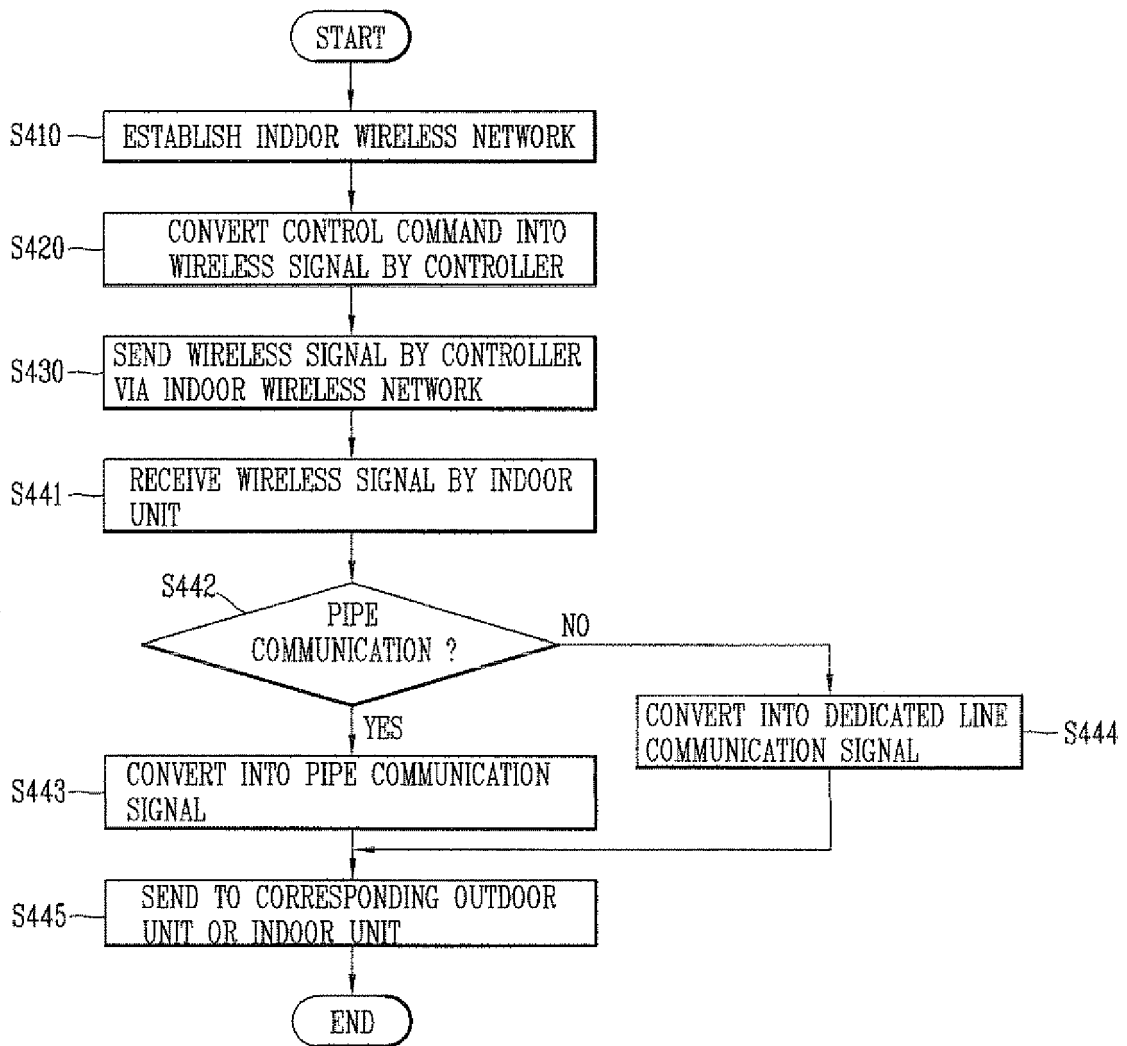 START
S410
ESTABLISH INDDOR WIRELESS NETWORK
S420
CONVERT CONTROL COMMAND INTO
WIRELESS SIGNAL BY CONTROLLER
S430
SEND WIRELESS SIGNAL BY CONTROLLER
VIA INDOOR WIRELESS NETWORK
S441
RECEIVE WIRELESS SIGNAL BY INDOOR
UNIT
S442
PIPE
COMMUNICATION ?
NO
YES
CONVERT INTO DEDICATED LINE
COMMUNICATION SIGNAL
S444
S443
CONVERT INTO PIPE COMMUNICATION
SIGNAL
S445
SEND TO CORRESPONDING OUTDOOR
UNIT OR INDOOR UNIT
END